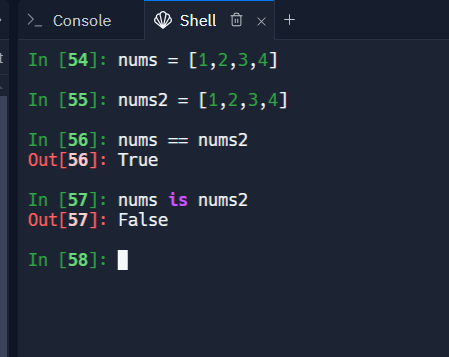 Console Shell
In [54]: nums = [1,2,3,4]
In [55]: nums2 = [1,2,3,4]
In [56]: nums == nums2
Out[56]: True
In [57]: nums is nums2
Out[57]: False
In [58]: